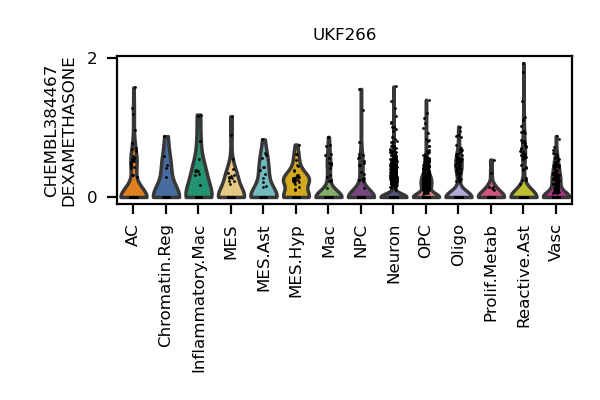 UKF266
CHEMBL384467
DEXAMETHASONE
2
0
AC
Chromatin.Reg
Inflammatory.Mac
MES
MES.Ast
MES.Hyp
Mac
NPC
Neuron
OPC
Oligo
Prolif.Metab
Reactive.Ast
Vasc